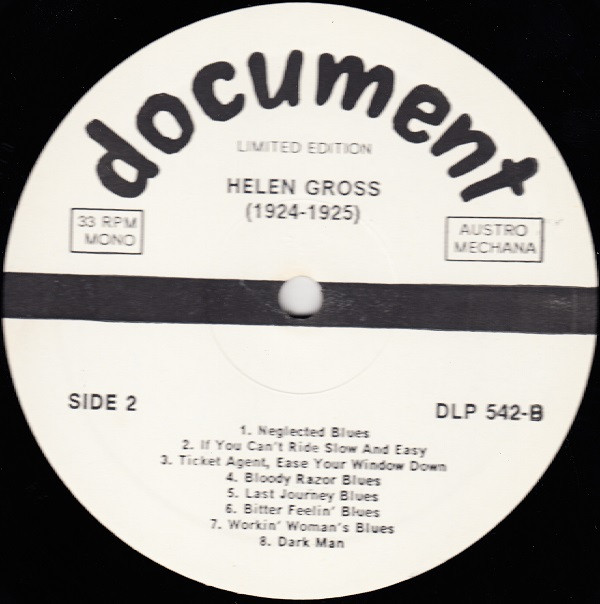 document
LIMITED EDITION
HELEN GROSS
(1924-1925)
33 RPM
MONO
AUSTRO
MECHANA
SIDE 2
DLP 542-B
1. Neglected Blues
2. If You Can't Ride Slow And Easy
3. Ticket Agent, Ease Your Window Down
4. Bloody Razor Blues
5. Last Journey Blues
6. Bitter Feelin' Blues
7. Workin' Woman's Blues
8. Dark Man